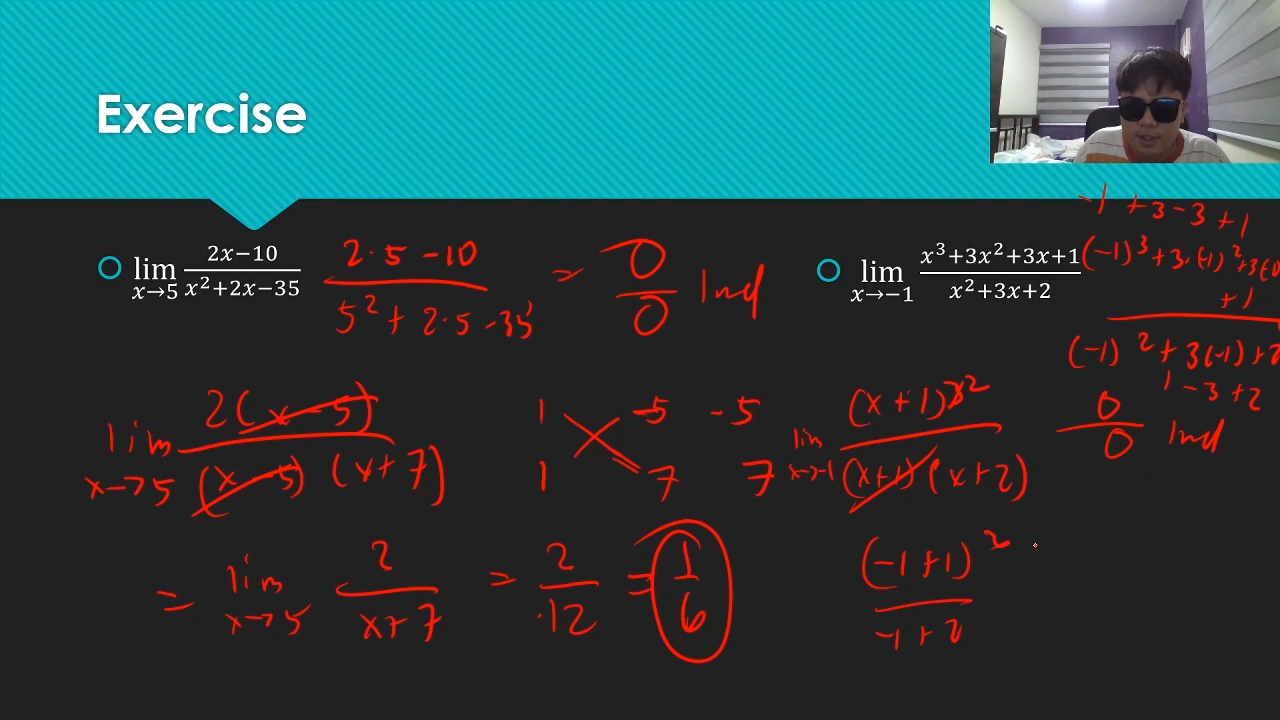 Exercise
lim x→5 (2x−10)/(x²+2x−35)
2·5 -10 / 5² + 2·5 -35 = 0/0 Ind
lim x→−1 (x³+3x²+3x+1)/(x²+3x+2)
-1 + 3 - 3 + 1
(-1)³ + 3·(-1)² + 3(-1)
+1
(-1)² + 3(-1) + 2
1 - 3 + 2
0/0 Ind
lim x→5 2(x-5) / (x-5)(x+7)
1 -5 -5
1 7 7
lim x→-1 (x+1)² / (x+1)(x+2)
= lim x→5 2/(x+7) = 2/12 = 1/6
(-1+1)² / -1+2